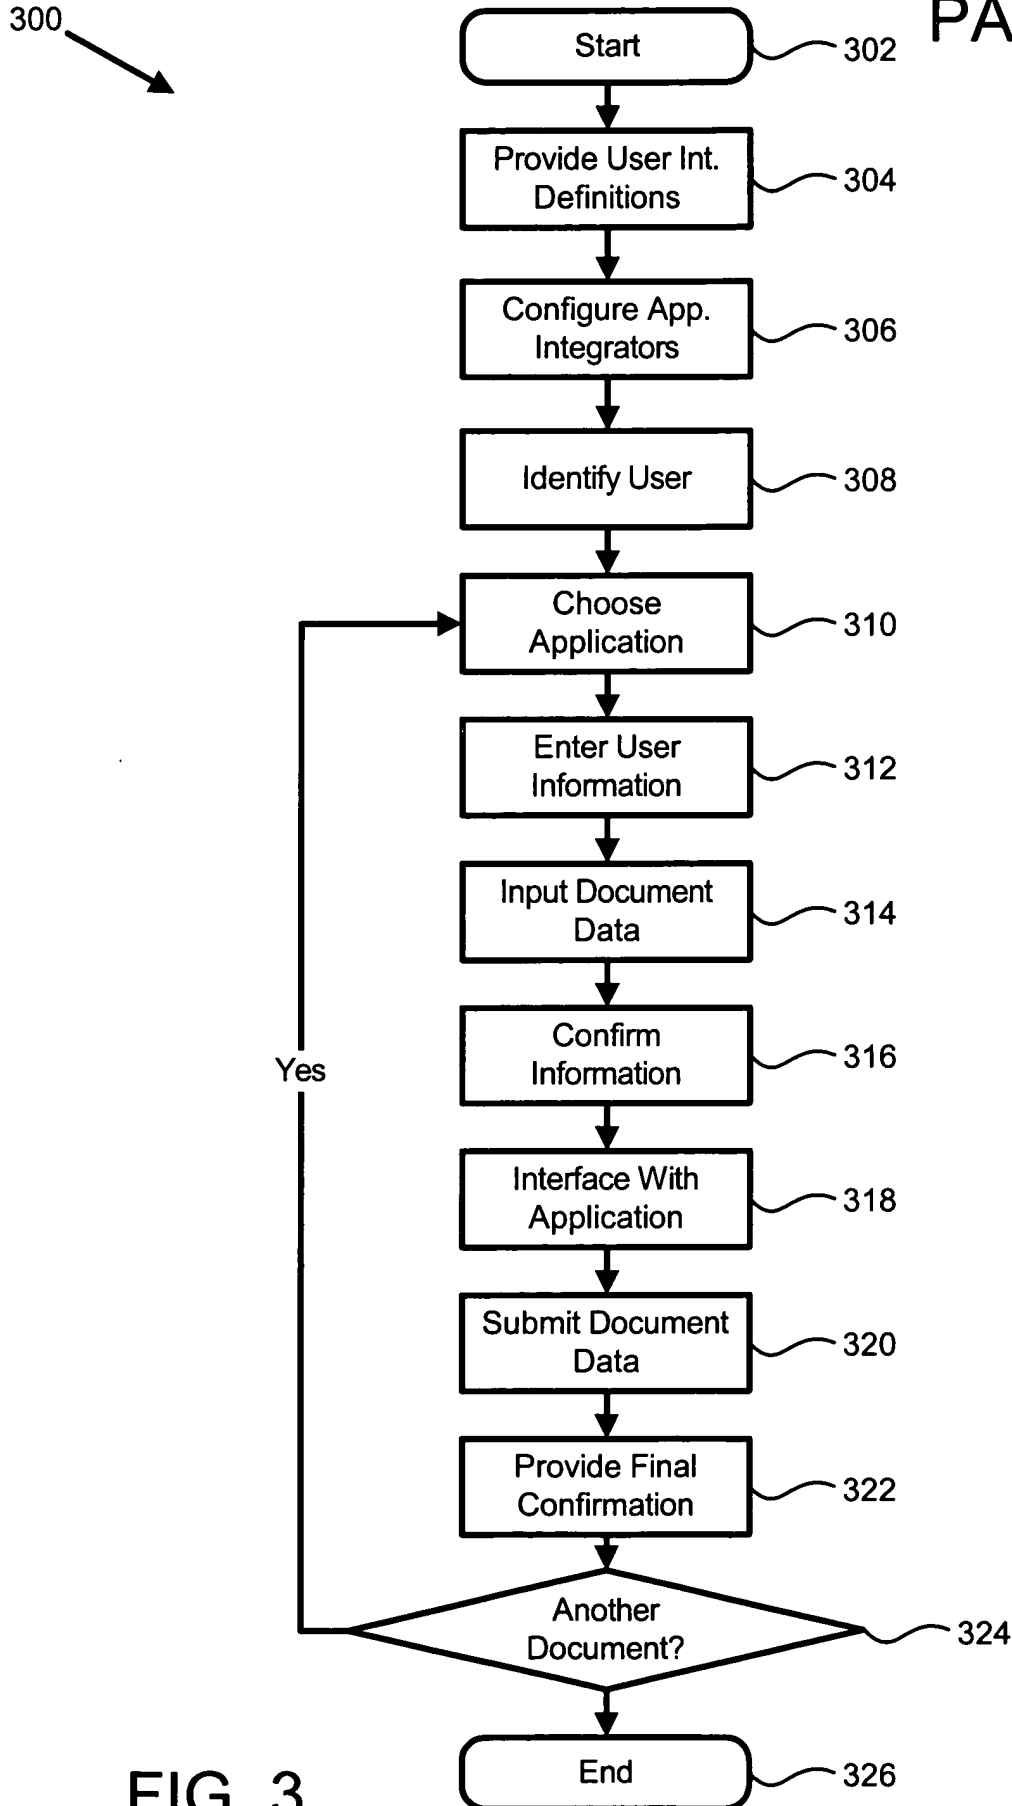 300
PA
Start
302
Provide User Int.
Definitions
304
Configure App.
Integrators
306
Identify User
308
Choose
Application
310
Enter User
Information
312
Input Document
Data
314
Confirm
Information
316
Yes
Interface With
Application
318
Submit Document
Data
320
Provide Final
Confirmation
322
Another
Document?
324
End
326
FIG. 3